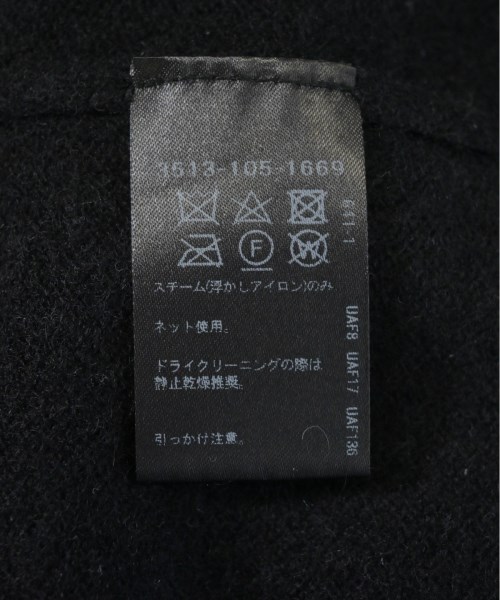 3513-105-1669
641-1
F
W
スチーム(浮かしアイロン)のみ
ネット使用。
ドライクリーニングの際は
静止乾燥推奨。
引っかけ注意。
UAF8 UAF17 UAF136